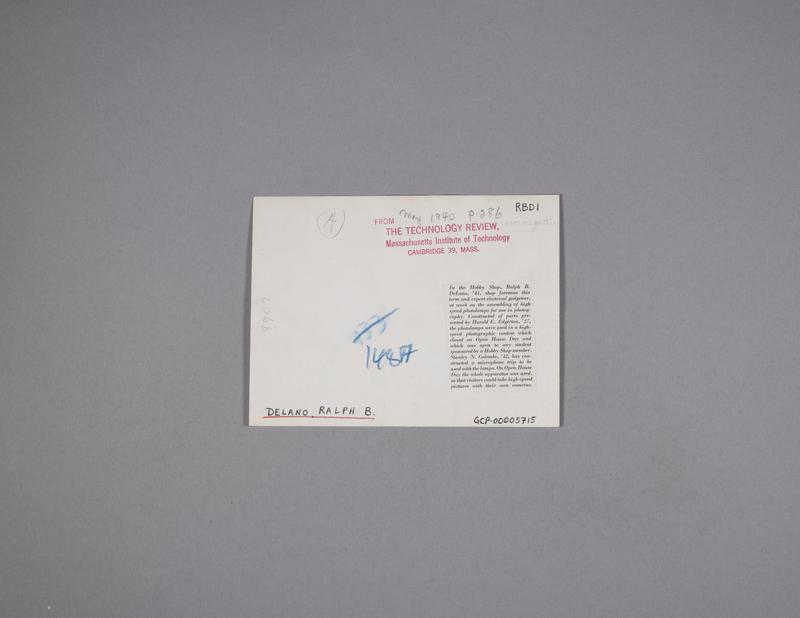 RBD1
A
FROM May 1940 P. 286
THE TECHNOLOGY REVIEW,
Massachusetts Institute of Technology
CAMBRIDGE 39, MASS.
In the Hobby Shop, Ralph B.
DeLano, '41, shop foreman this
term and expert electrical gadgeteer,
at work on the assembling of high
speed photolamps for use in photog-
raphy. Constructed of parts pre-
sented by Harold E. Edgerton, '27,
the photolamps were used in a high-
speed photographic contest which
closed on Open House Day and
which was open to any student
sponsored by a Hobby Shop member.
Stanley N. Golembe, '42, has con-
structed a microphone trip to be
used with the lamps. On Open House
Day the whole apparatus was used,
so that visitors could take high-speed
pictures with their own cameras.
DELANO, RALPH B.
GCP-00005715